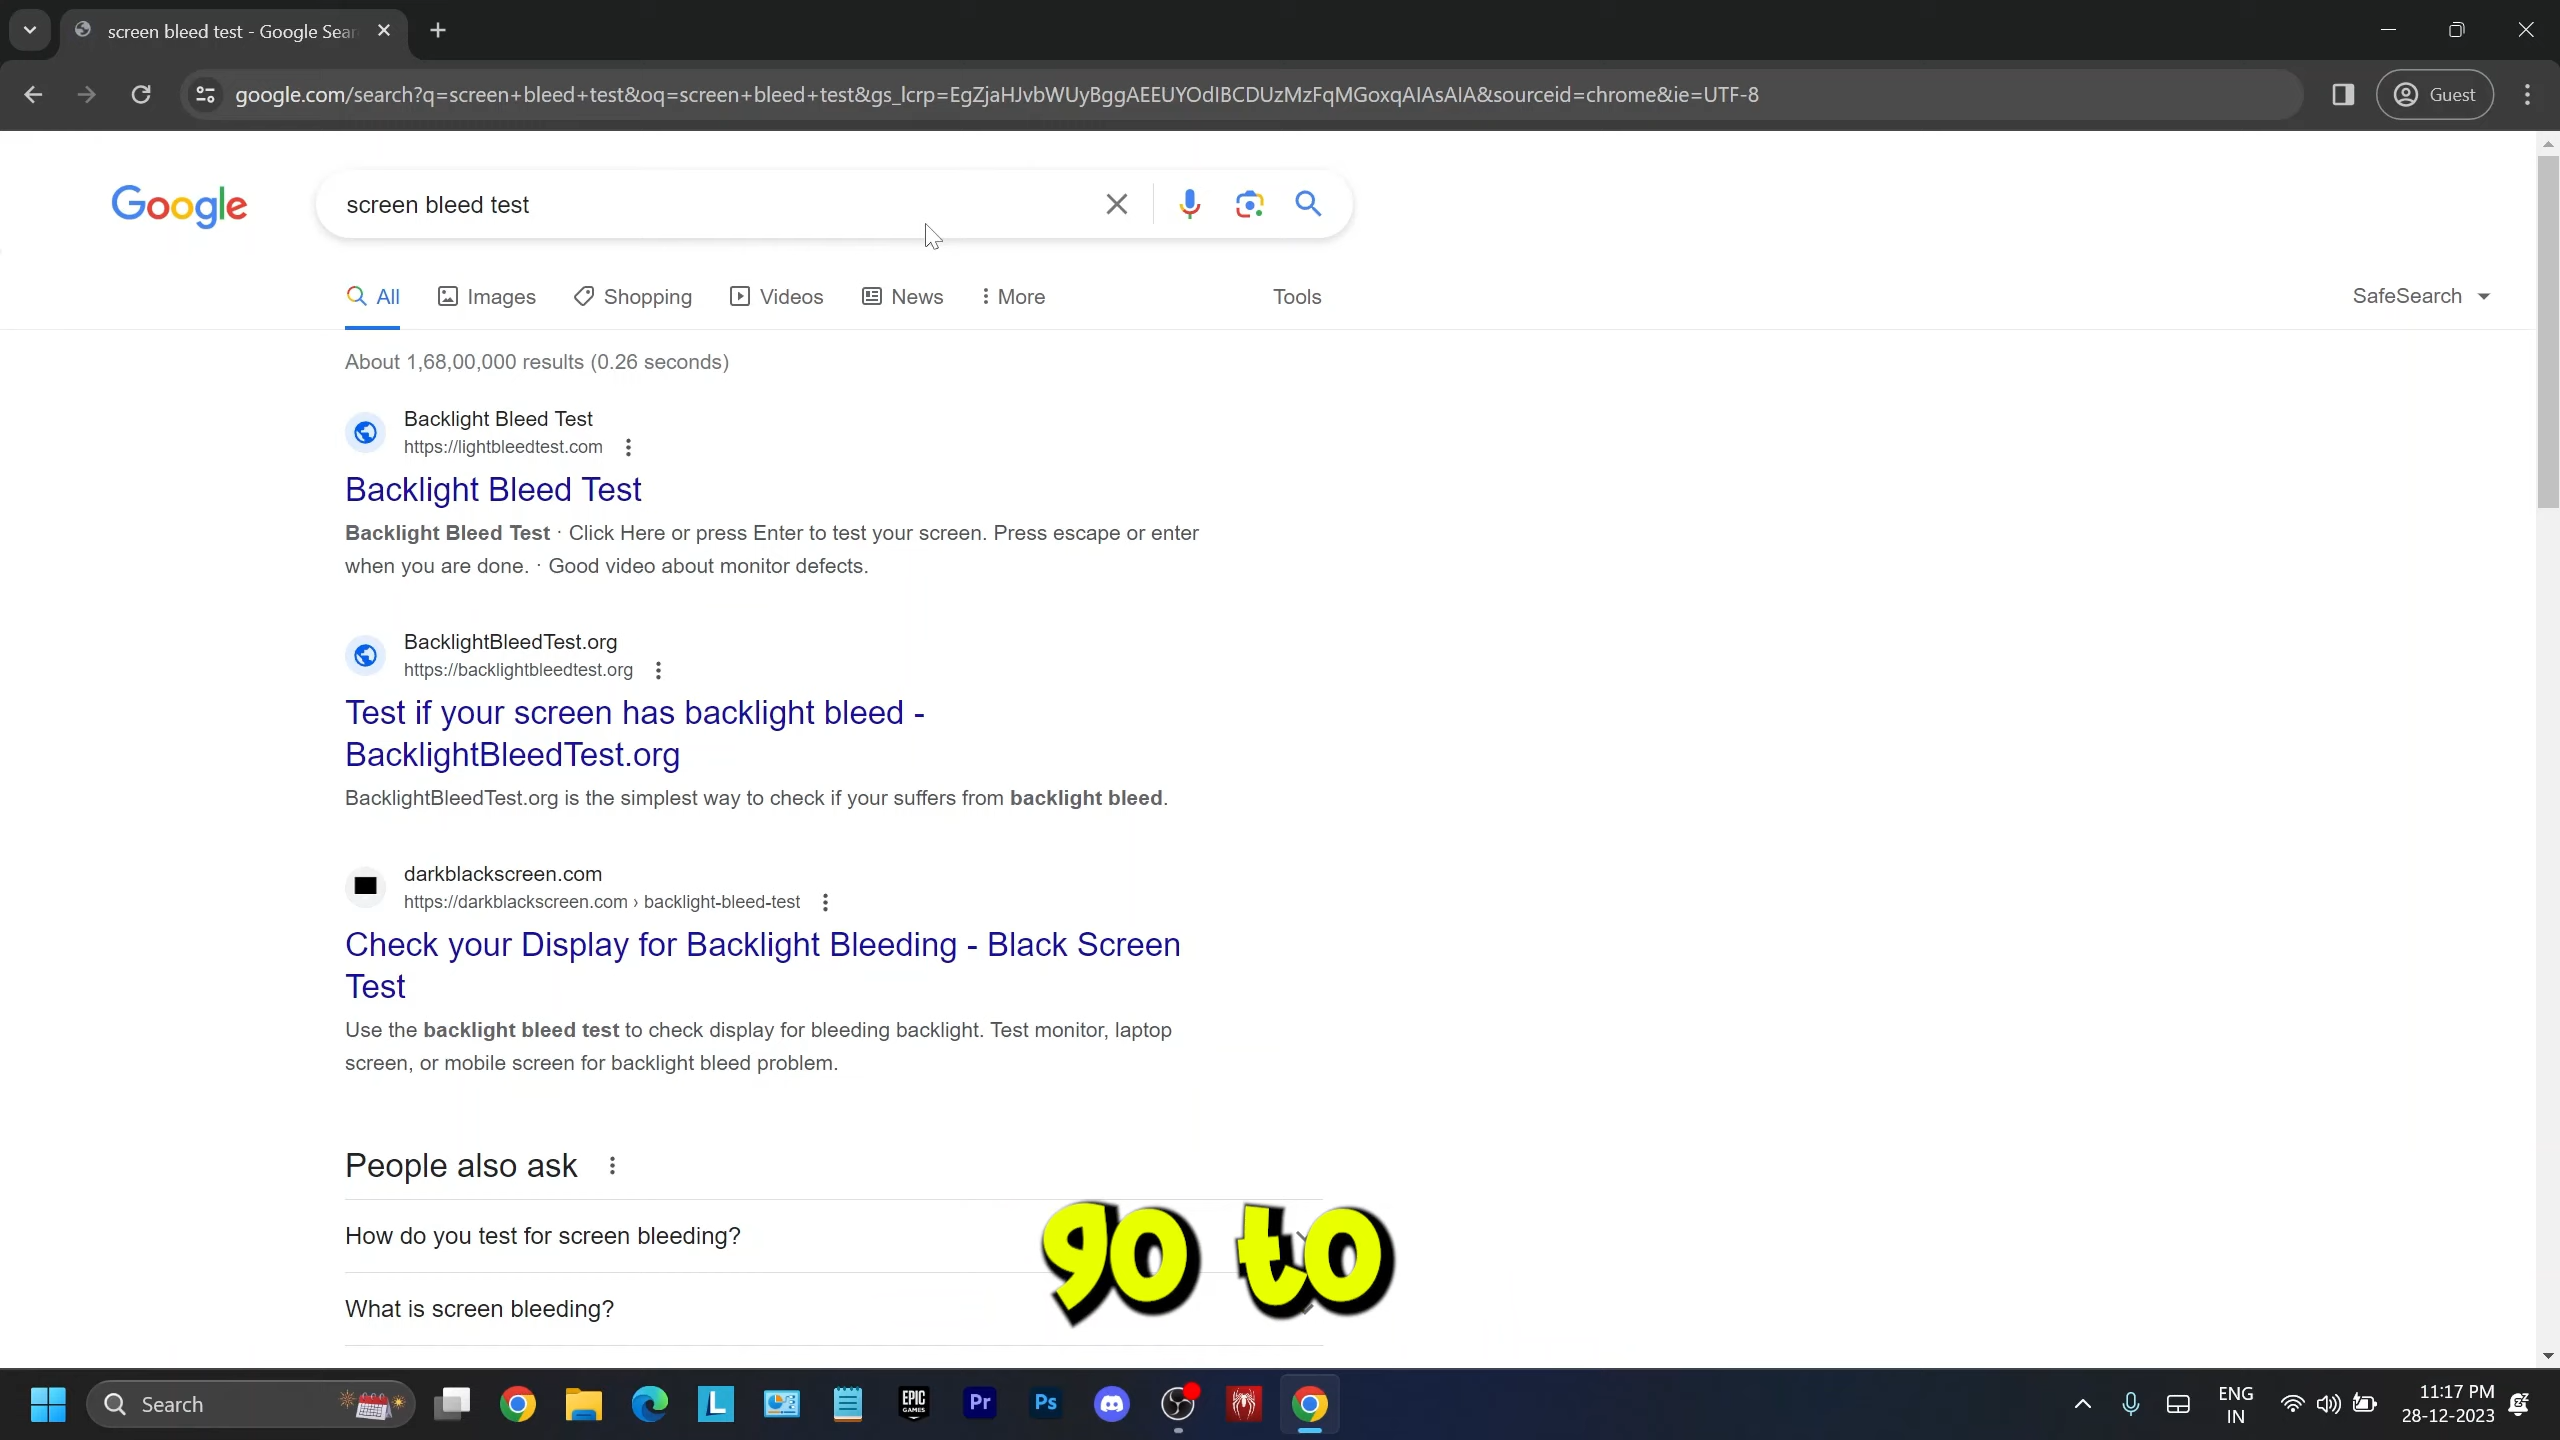 screen bleed test - Google Sear
google.com/search?q=screen+bleed+test&oq=screen+bleed+test&gs_lcrp=EgZjaHJvbWUyBggAEEUYOdIBCDUzMzFqMGoxqAIAsAIA&sourceid=chrome&ie=UTF-8
Guest
Google
screen bleed test
All
Images
Shopping
Videos
News
More
Tools
SafeSearch
About 1,68,00,000 results (0.26 seconds)
Backlight Bleed Test
https://lightbleedtest.com
Backlight Bleed Test
Backlight Bleed Test · Click Here or press Enter to test your screen. Press escape or enter
when you are done. · Good video about monitor defects.
BacklightBleedTest.org
https://backlightbleedtest.org
Test if your screen has backlight bleed -
BacklightBleedTest.org
BacklightBleedTest.org is the simplest way to check if your suffers from backlight bleed.
darkblackscreen.com
https://darkblackscreen.com › backlight-bleed-test
Check your Display for Backlight Bleeding - Black Screen
Test
Use the backlight bleed test to check display for bleeding backlight. Test monitor, laptop
screen, or mobile screen for backlight bleed problem.
People also ask
How do you test for screen bleeding?
go to
What is screen bleeding?
Search
L
EPIC
GAMES
Pr
Ps
ENG
IN
11:17 PM
28-12-2023